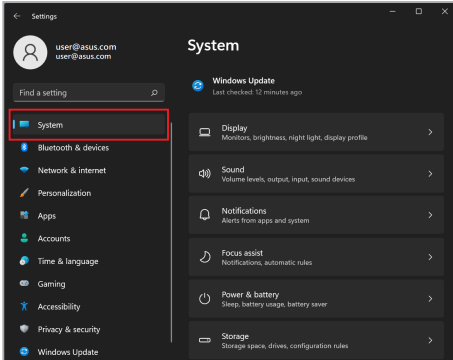 Settings
user@asus.com
user@asus.com
Find a setting
System
Bluetooth & devices
Network & internet
Personalization
Apps
Accounts
Time & language
Gaming
Accessibility
Privacy & security
Windows Update
System
Windows Update
Last checked: 12 minutes ago
Display
Monitors, brightness, night light, display profile
Sound
Volume levels, output, input, sound devices
Notifications
Alerts from apps and system
Focus assist
Notifications, automatic rules
Power & battery
Sleep, battery usage, battery saver
Storage
Storage space, drives, configuration rules